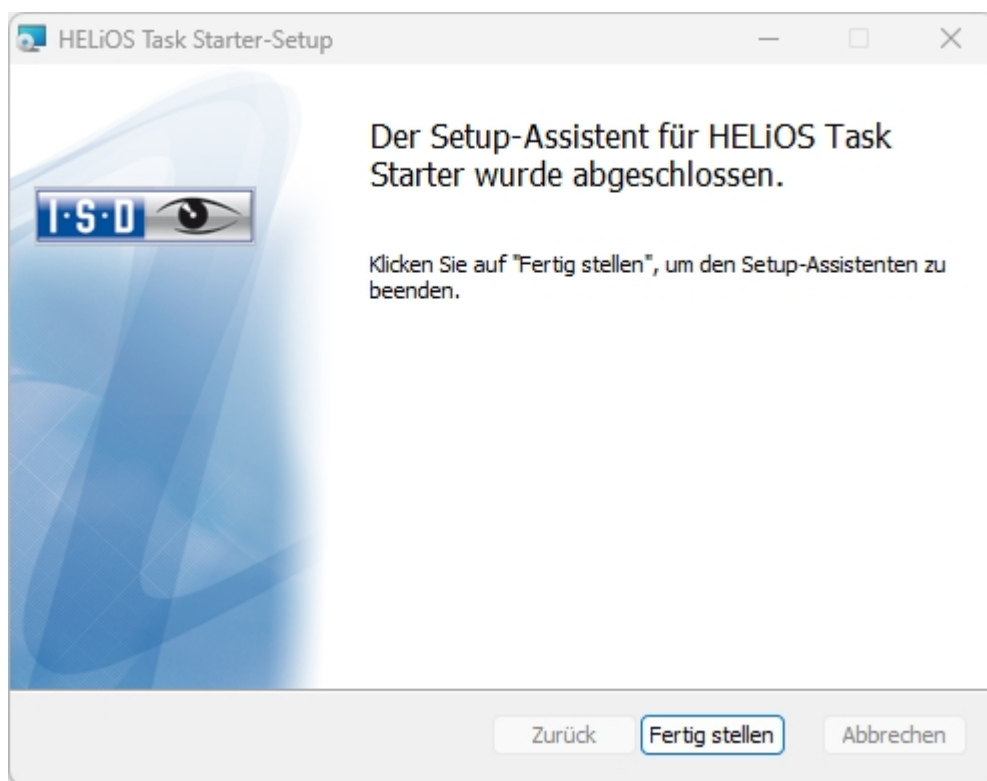 HELiOS Task Starter-Setup
Der Setup-Assistent für HELiOS Task
Starter wurde abgeschlossen.
I·S·D
Klicken Sie auf "Fertig stellen", um den Setup-Assistenten zu
beenden.
Zurück Fertig stellen Abbrechen